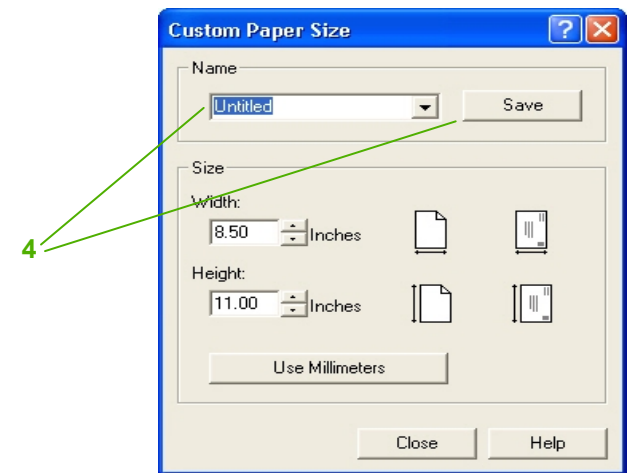 Custom Paper Size
Name
Untitled
Save
4
Size
Width:
8.50 Inches
Height:
11.00 Inches
Use Millimeters
Close Help